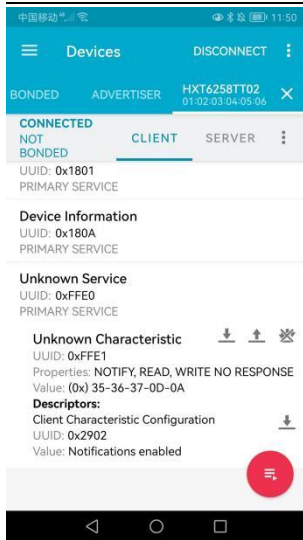 中国移动 11:50
Devices DISCONNECT
BONDED ADVERTISER HXT6258TT02
01:02:03:04:05:06
CONNECTED
NOT
BONDED
CLIENT SERVER
UUID: 0x1801
PRIMARY SERVICE
Device Information
UUID: 0x180A
PRIMARY SERVICE
Unknown Service
UUID: 0xFFE0
PRIMARY SERVICE
Unknown Characteristic
UUID: 0xFFE1
Properties: NOTIFY, READ, WRITE NO RESPONSE
Value: (0x) 35-36-37-0D-0A
Descriptors:
Client Characteristic Configuration
UUID: 0x2902
Value: Notifications enabled